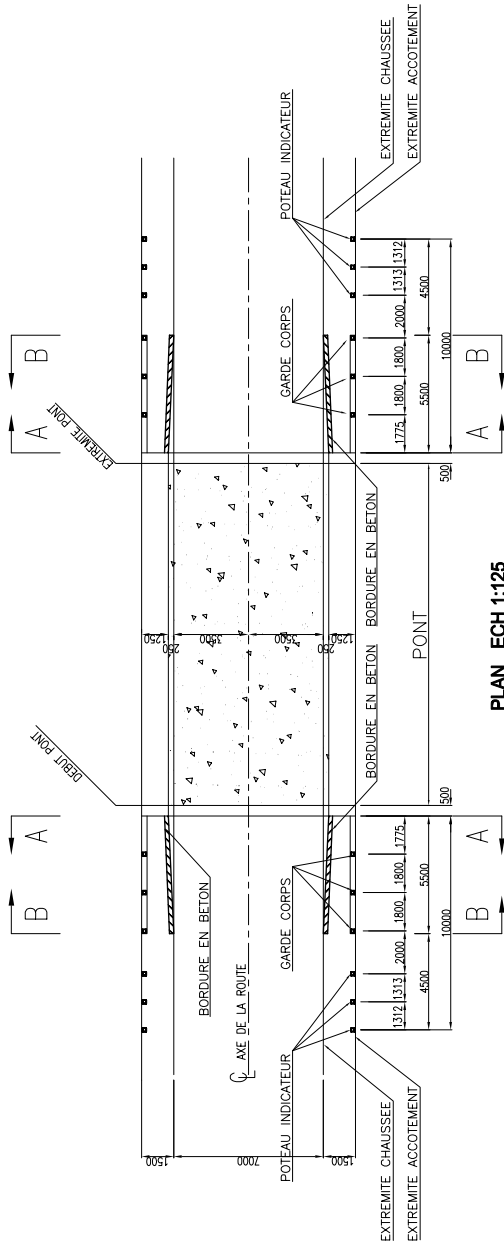 B
A
DEBUT PONT
EXTREMITE PONT
A
B
1500
7000
1500
BORDURE EN BETON
AXE DE LA ROUTE
1250
250
3500
3500
250
1250
POTEAU INDICATEUR
GARDE CORPS
BORDURE EN BETON
BORDURE EN BETON
GARDE CORPS
POTEAU INDICATEUR
EXTREMITE CHAUSSEE
EXTREMITE ACCOTEMENT
EXTREMITE CHAUSSEE
EXTREMITE ACCOTEMENT
1312
1313
2000
1800
1800
1775
1775
1800
1800
2000
1313
1312
4500
5500
PONT
5500
4500
10000
500
500
10000
B
A
A
B
PLAN ECH 1:125